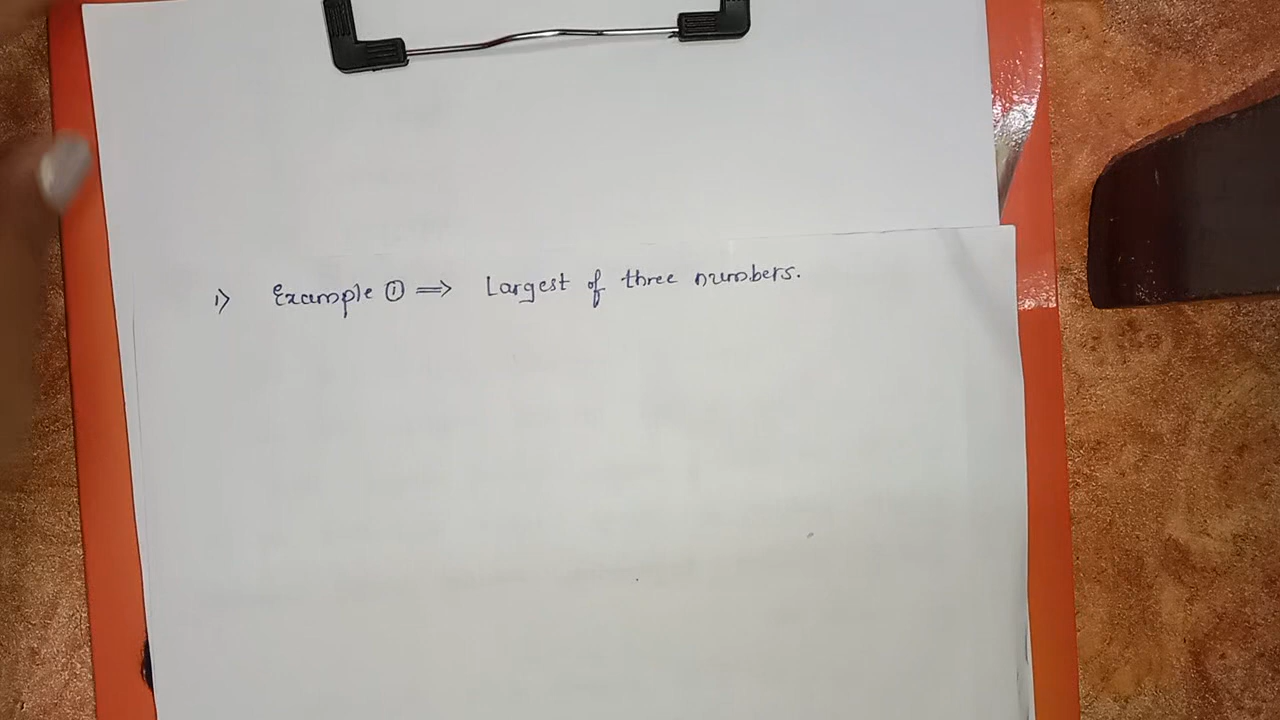 1) Example ① ⇒ Largest of three numbers.